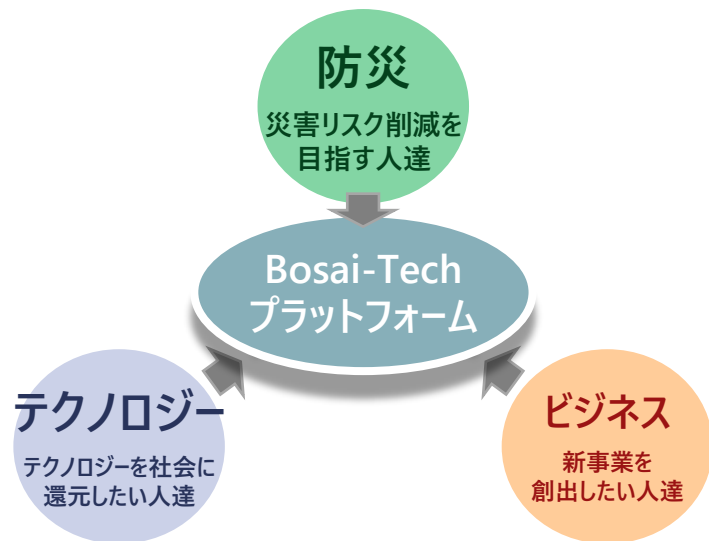 防災
災害リスク削減を
目指す人達
Bosai-Tech
プラットフォーム
テクノロジー
テクノロジーを社会に
還元したい人達
ビジネス
新事業を
創出したい人達